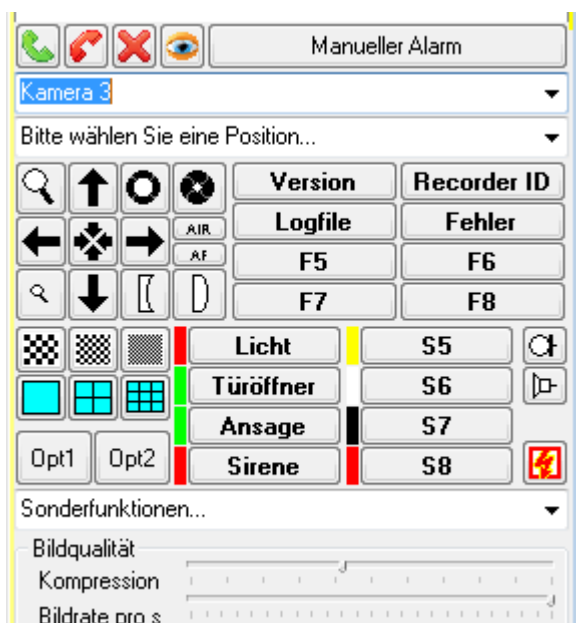 Manueller Alarm
Kamera 3
Bitte wählen Sie eine Position...
Version Recorder ID
AIR Logfile Fehler
AF F5 F6
F7 F8
Licht S5
Türöffner S6
Ansage S7
Opt1 Opt2 Sirene S8
Sonderfunktionen...
Bildqualität
Kompression
Bildrate pro s